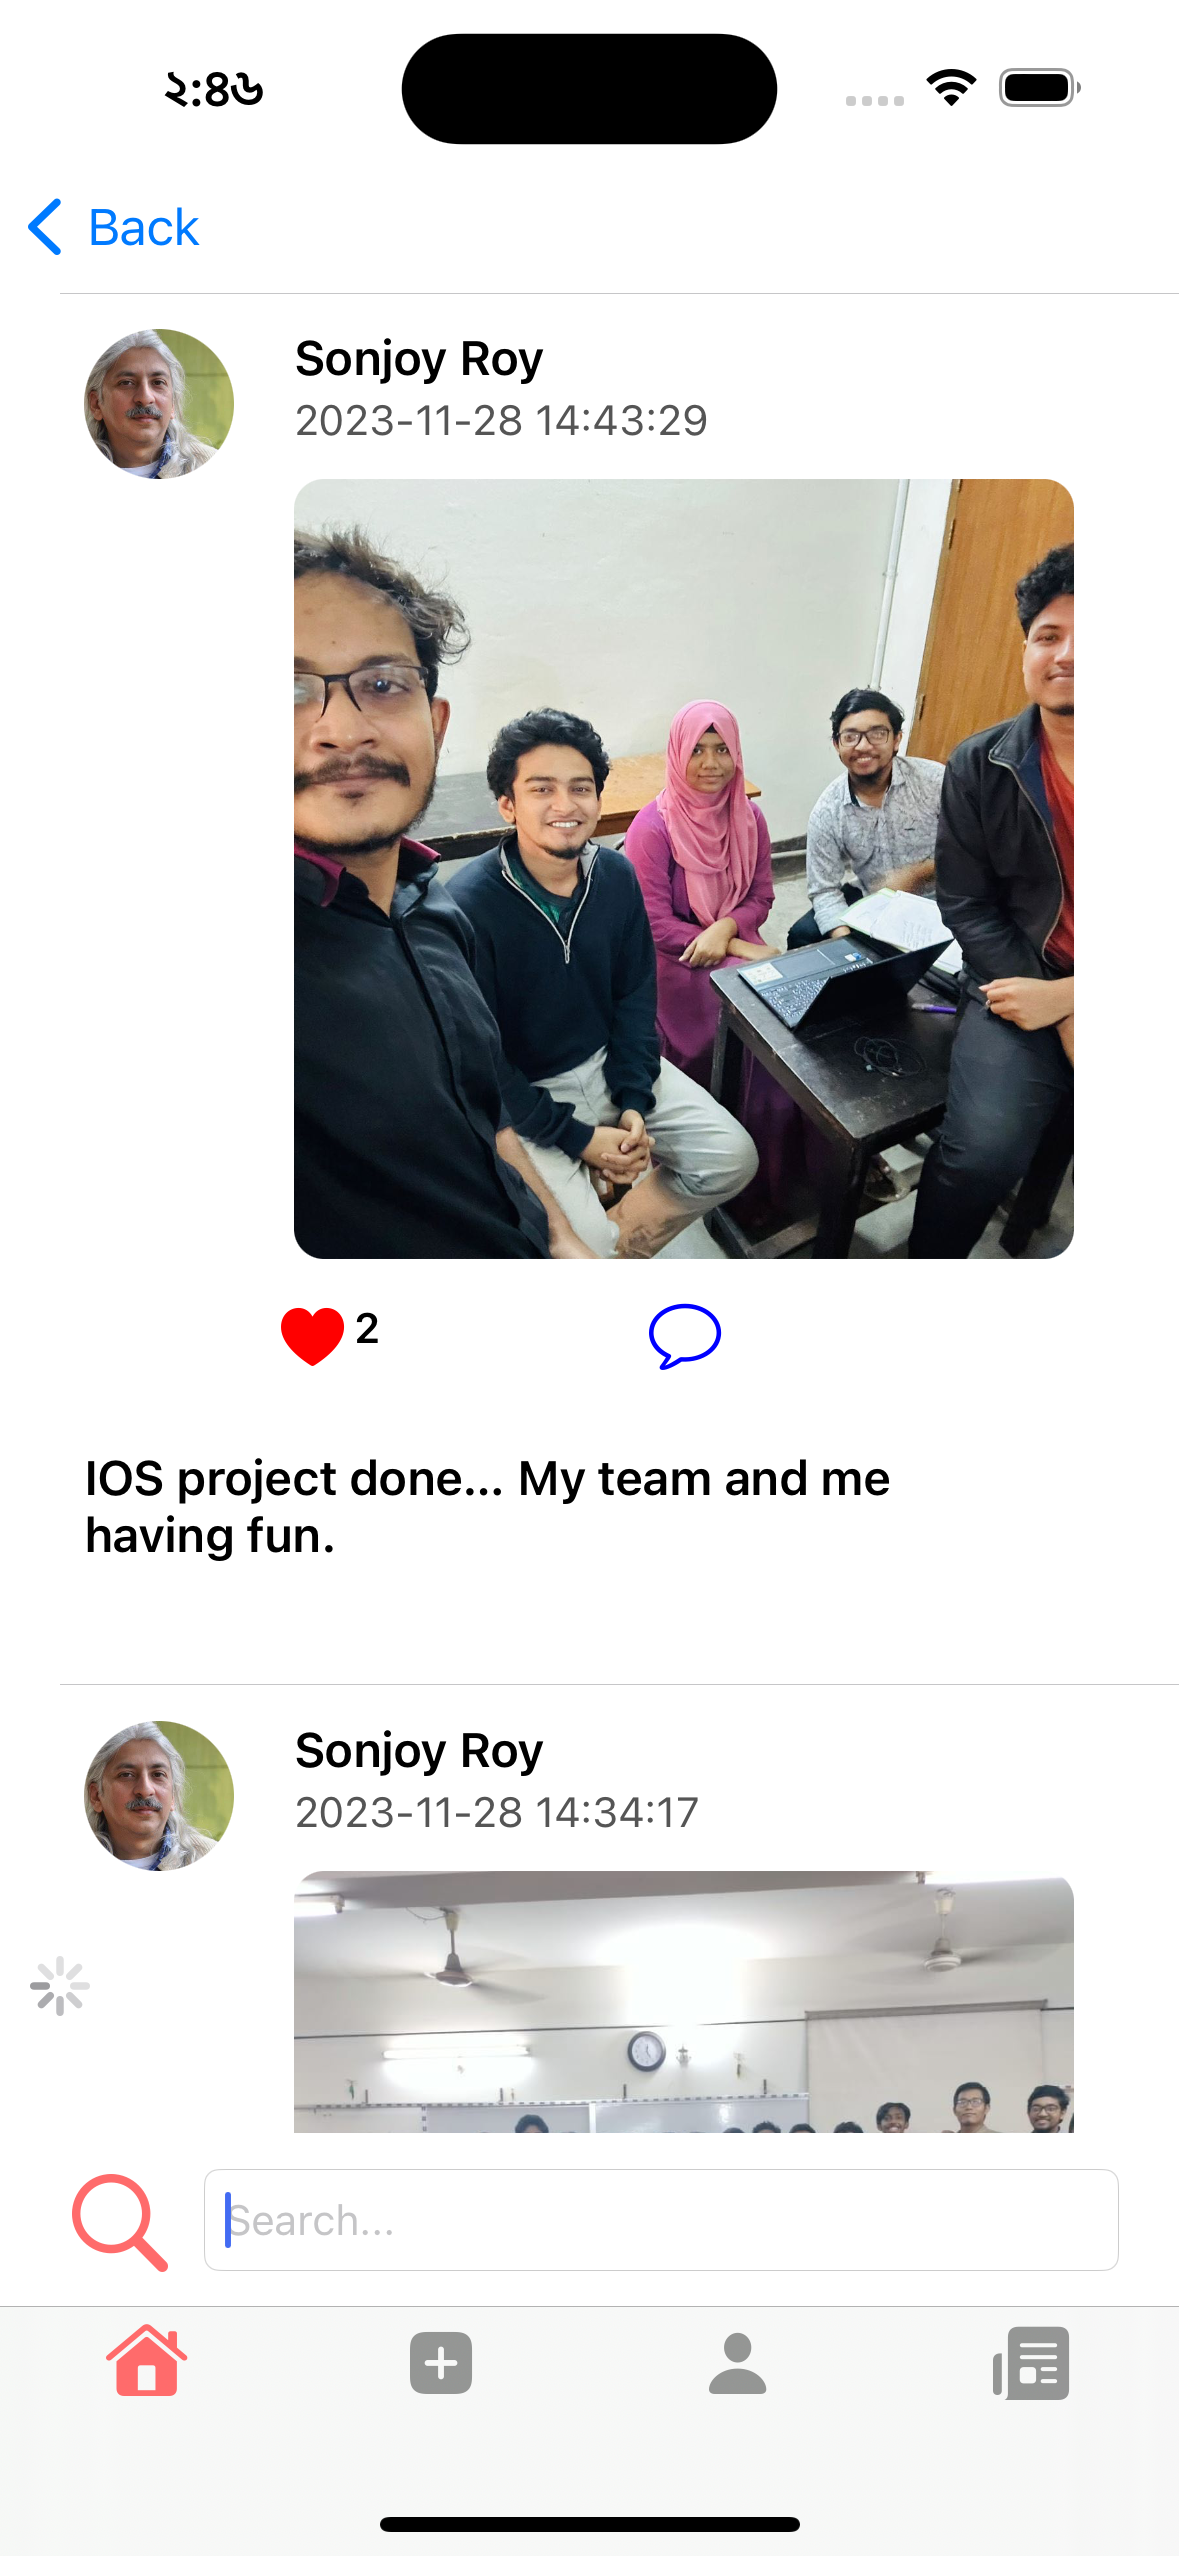 ২:৪৬
Back
Sonjoy Roy
2023-11-28 14:43:29
2
IOS project done... My team and me
having fun.
Sonjoy Roy
2023-11-28 14:34:17
Search...